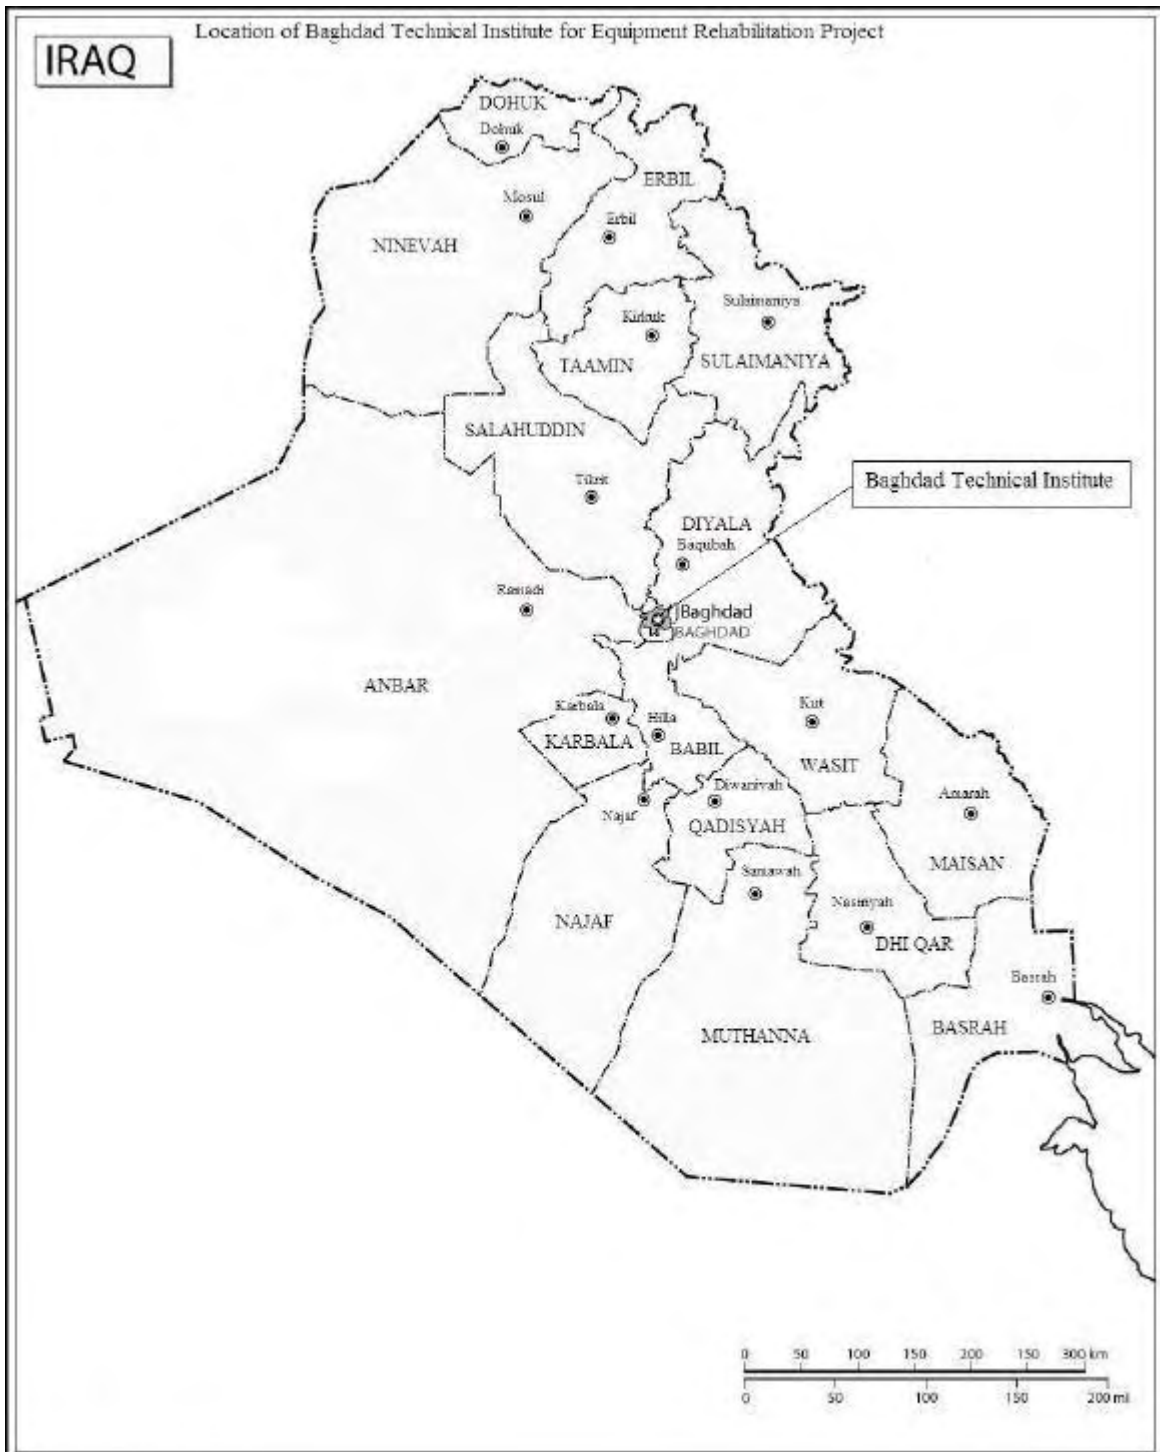 Location of Baghdad Technical Institute for Equipment Rehabilitation Project
IRAQ
DOHUK
Dohuk
ERBIL
Mosul
Erbil
NINEVAH
Sulaimaniya
Kirkuk
TAAMIN
SULAIMANIYA
SALAHUDDIN
Tikrit
Baghdad Technical Institute
DIYALA
Baqubah
Ramadi
Baghdad
BAGHDAD
ANBAR
Karbala
Kut
Hilla
KARBALA
BABIL
WASIT
Diwaniyah
Amarah
Najaf
QADISYAH
MAISAN
Samawah
Nasiriyah
NAJAF
DHI QAR
Basrah
BASRAH
MUTHANNA
0 50 100 150 200 150 300 km
0 50 100 150 200 mi